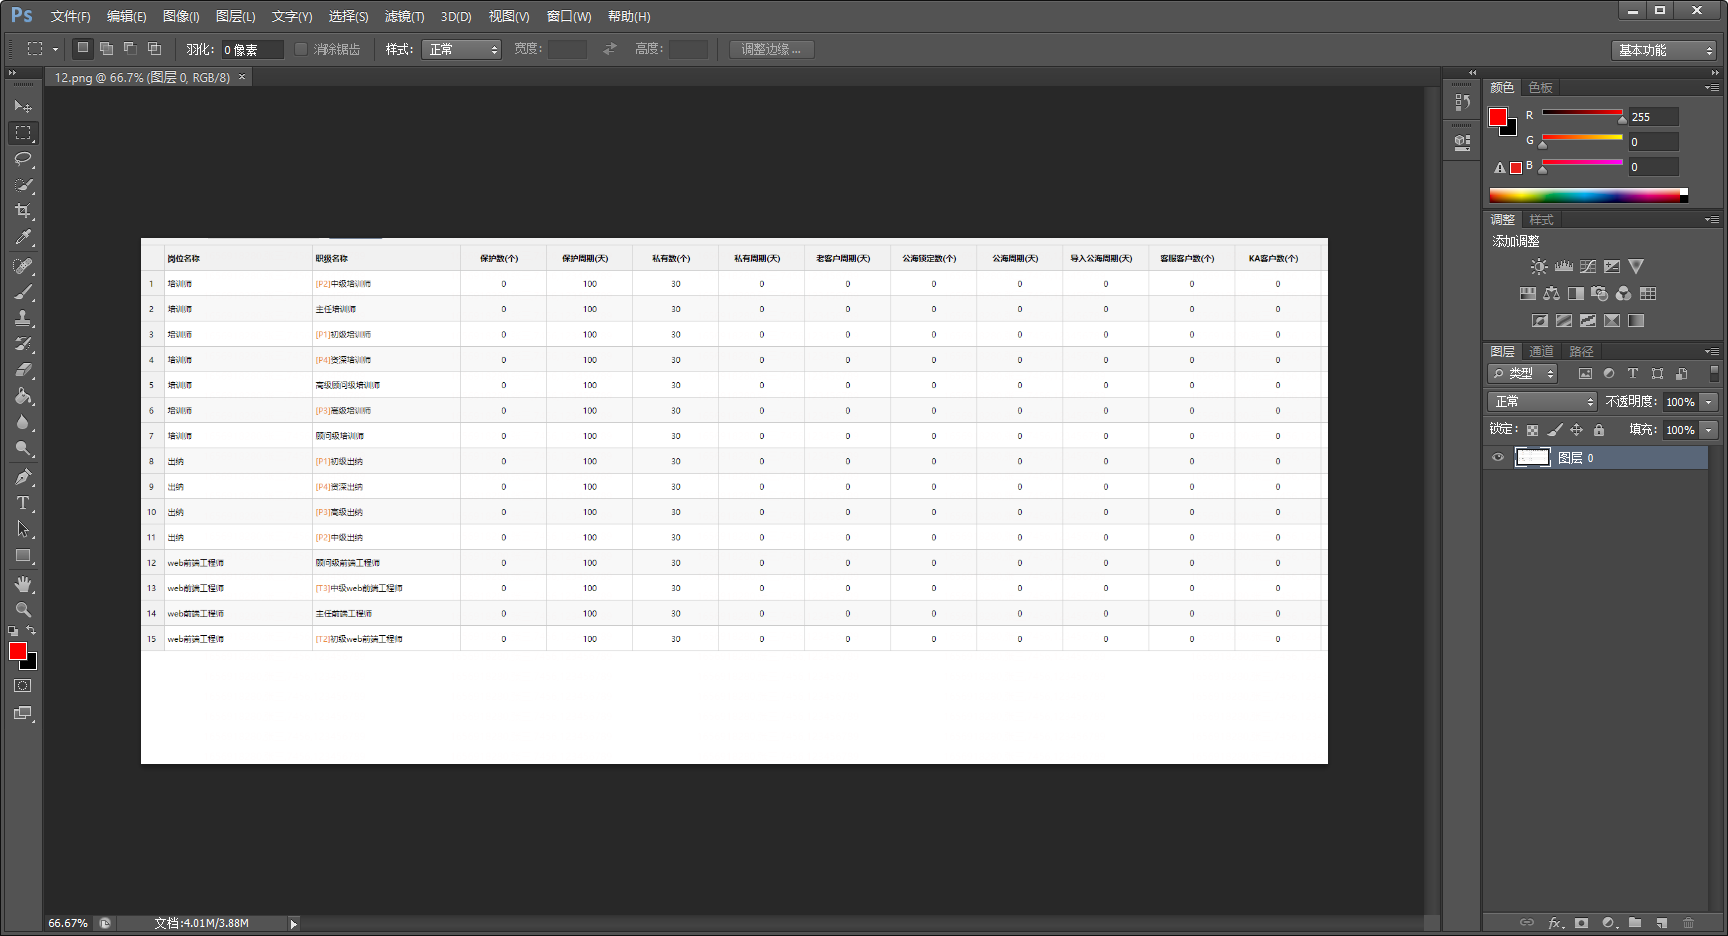 Ps 文件(F) 编辑(E) 图像(I) 图层(L) 文字(Y) 选择(S) 滤镜(T) 3D(D) 视图(V) 窗口(W) 帮助(H)
羽化: 0 像素 消除锯齿 样式: 正常 宽度: 高度: 调整边缘... 基本功能
12.png @ 66.7% (图层 0, RGB/8) ×
岗位名称 职级名称 保护数(个) 保护周期(天) 私有数(个) 私有周期(天) 老客户周期(天) 公海锁定数(个) 公海周期(天) 导入公海周期(天) 客服客户数(个) KA客户数(个)
1 培训师 [P2]中级培训师 0 100 30 0 0 0 0 0 0 0
2 培训师 主任培训师 0 100 30 0 0 0 0 0 0 0
3 培训师 [P1]初级培训师 0 100 30 0 0 0 0 0 0 0
4 培训师 [P4]资深培训师 0 100 30 0 0 0 0 0 0 0
5 培训师 高级顾问级培训师 0 100 30 0 0 0 0 0 0 0
6 培训师 [P3]高级培训师 0 100 30 0 0 0 0 0 0 0
7 培训师 顾问级培训师 0 100 30 0 0 0 0 0 0 0
8 出纳 [P1]初级出纳 0 100 30 0 0 0 0 0 0 0
9 出纳 [P4]资深出纳 0 100 30 0 0 0 0 0 0 0
10 出纳 [P3]高级出纳 0 100 30 0 0 0 0 0 0 0
11 出纳 [P2]中级出纳 0 100 30 0 0 0 0 0 0 0
12 web前端工程师 顾问级前端工程师 0 100 30 0 0 0 0 0 0 0
13 web前端工程师 [T3]中级web前端工程师 0 100 30 0 0 0 0 0 0 0
14 web前端工程师 主任前端工程师 0 100 30 0 0 0 0 0 0 0
15 web前端工程师 [T2]初级web前端工程师 0 100 30 0 0 0 0 0 0 0
66.67% 文档:4.01M/3.88M
颜色 色板
R 255
G 0
B 0
调整 样式
添加调整
图层 通道 路径
类型
正常 不透明度: 100%
锁定: 填充: 100%
图层 0
fx